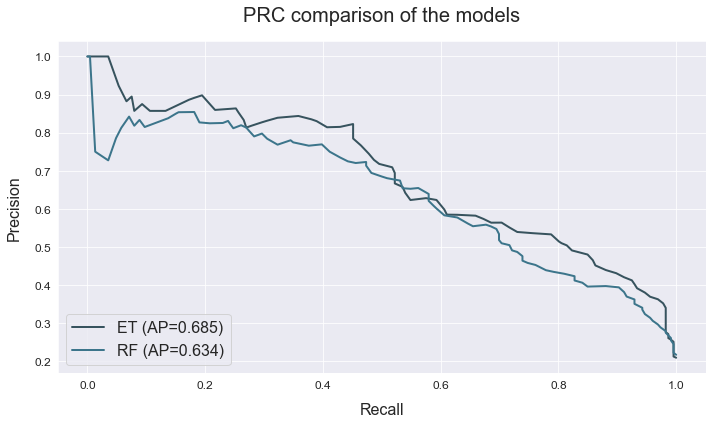 PRC comparison of the models
1.0
0.9
0.8
0.7
0.6
0.5
0.4
0.3
0.2
Precision
ET (AP=0.685)
RF (AP=0.634)
0.0 0.2 0.4 0.6 0.8 1.0
Recall